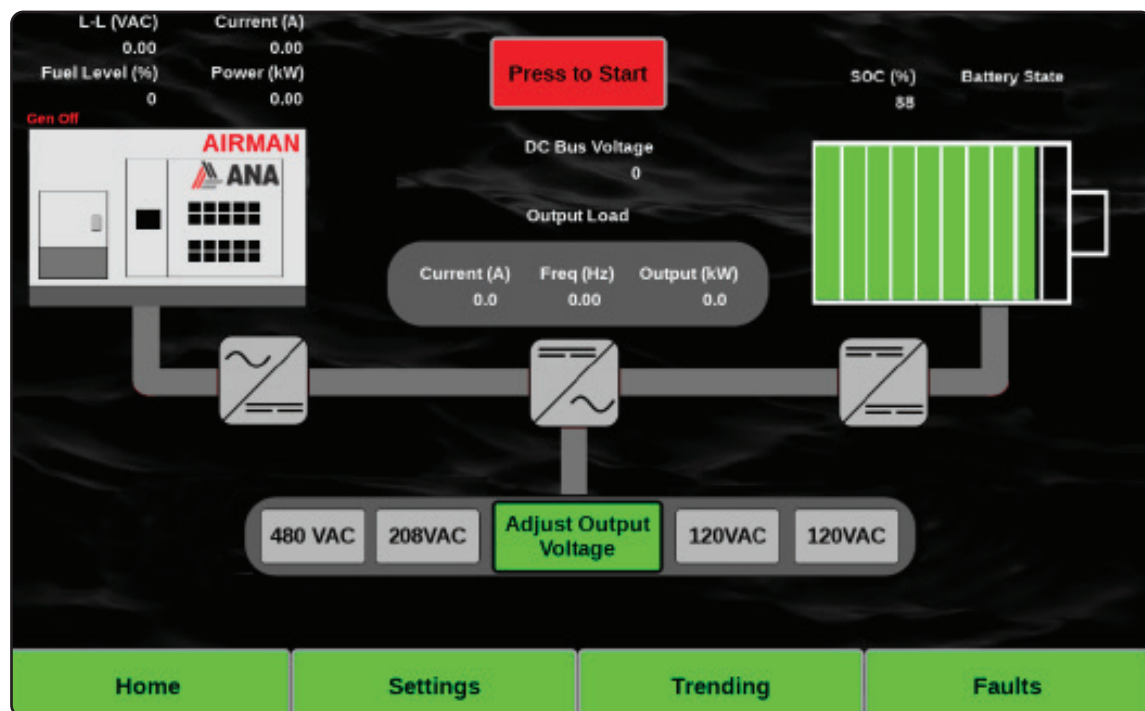 L-L (VAC) Current (A)
0.00 0.00
Fuel Level (%) Power (kW)
0 0.00
Gen Off
AIRMAN
ANA
Press to Start
DC Bus Voltage
0
Output Load
Current (A) Freq (Hz) Output (kW)
0.0 0.00 0.0
SOC (%) Battery State
88
480 VAC 208VAC Adjust Output
Voltage 120VAC 120VAC
Home Settings Trending Faults